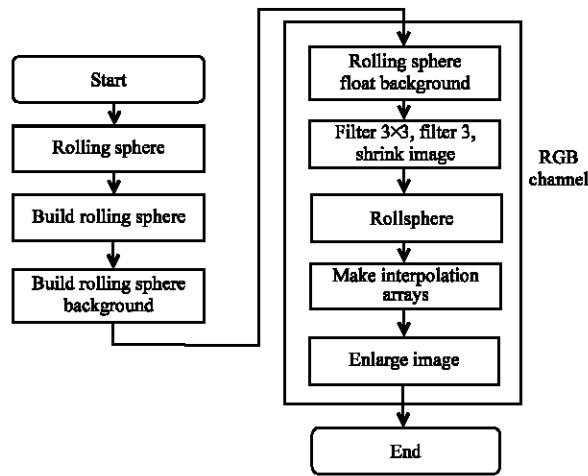 Start
Rolling sphere
Build rolling sphere
Build rolling sphere
background
Rolling sphere
float background
Filter 3×3, filter 3,
shrink image
Rollsphere
Make interpolation
arrays
Enlarge image
RGB
channel
End